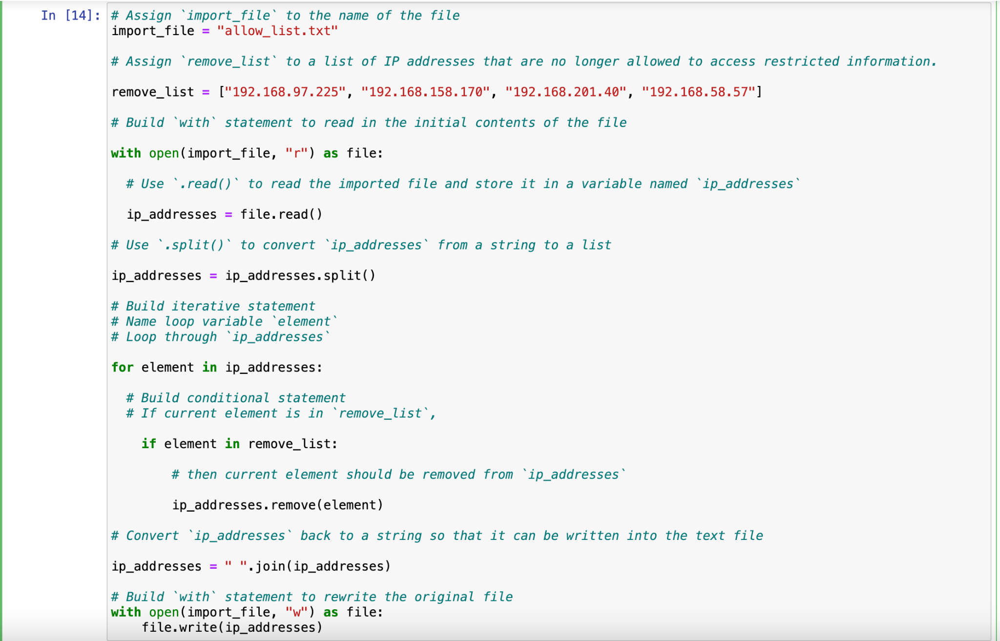 In [14]: # Assign `import_file` to the name of the file
import_file = "allow_list.txt"
# Assign `remove_list` to a list of IP addresses that are no longer allowed to access restricted information.
remove_list = ["192.168.97.225", "192.168.158.170", "192.168.201.40", "192.168.58.57"]
# Build `with` statement to read in the initial contents of the file
with open(import_file, "r") as file:
  # Use `.read()` to read the imported file and store it in a variable named `ip_addresses`
  ip_addresses = file.read()
# Use `.split()` to convert `ip_addresses` from a string to a list
ip_addresses = ip_addresses.split()
# Build iterative statement
# Name loop variable `element`
# Loop through `ip_addresses`
for element in ip_addresses:
  # Build conditional statement
  # If current element is in `remove_list`,
    if element in remove_list:
        # then current element should be removed from `ip_addresses`
        ip_addresses.remove(element)
# Convert `ip_addresses` back to a string so that it can be written into the text file
ip_addresses = " ".join(ip_addresses)
# Build `with` statement to rewrite the original file
with open(import_file, "w") as file:
    file.write(ip_addresses)